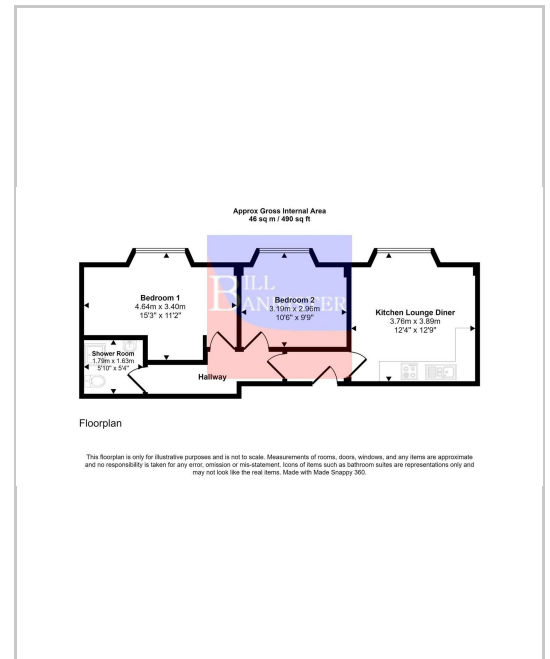 Approx Gross Internal Area
46 sq m / 490 sq ft
BILL
BANNISTER
Bedroom 1
4.64m x 3.40m
15'3" x 11'2"
Bedroom 2
3.19m x 2.96m
10'6" x 9'9"
Kitchen Lounge Diner
3.76m x 3.89m
12'4" x 12'9"
Shower Room
1.79m x 1.63m
5'10" x 5'4"
Hallway
Floorplan
This floorplan is only for illustrative purposes and is not to scale. Measurements of rooms, doors, windows, and any items are approximate
and no responsibility is taken for any error, omission or mis-statement. Icons of items such as bathroom suites are representations only and
may not look like the real items. Made with Made Snappy 360.